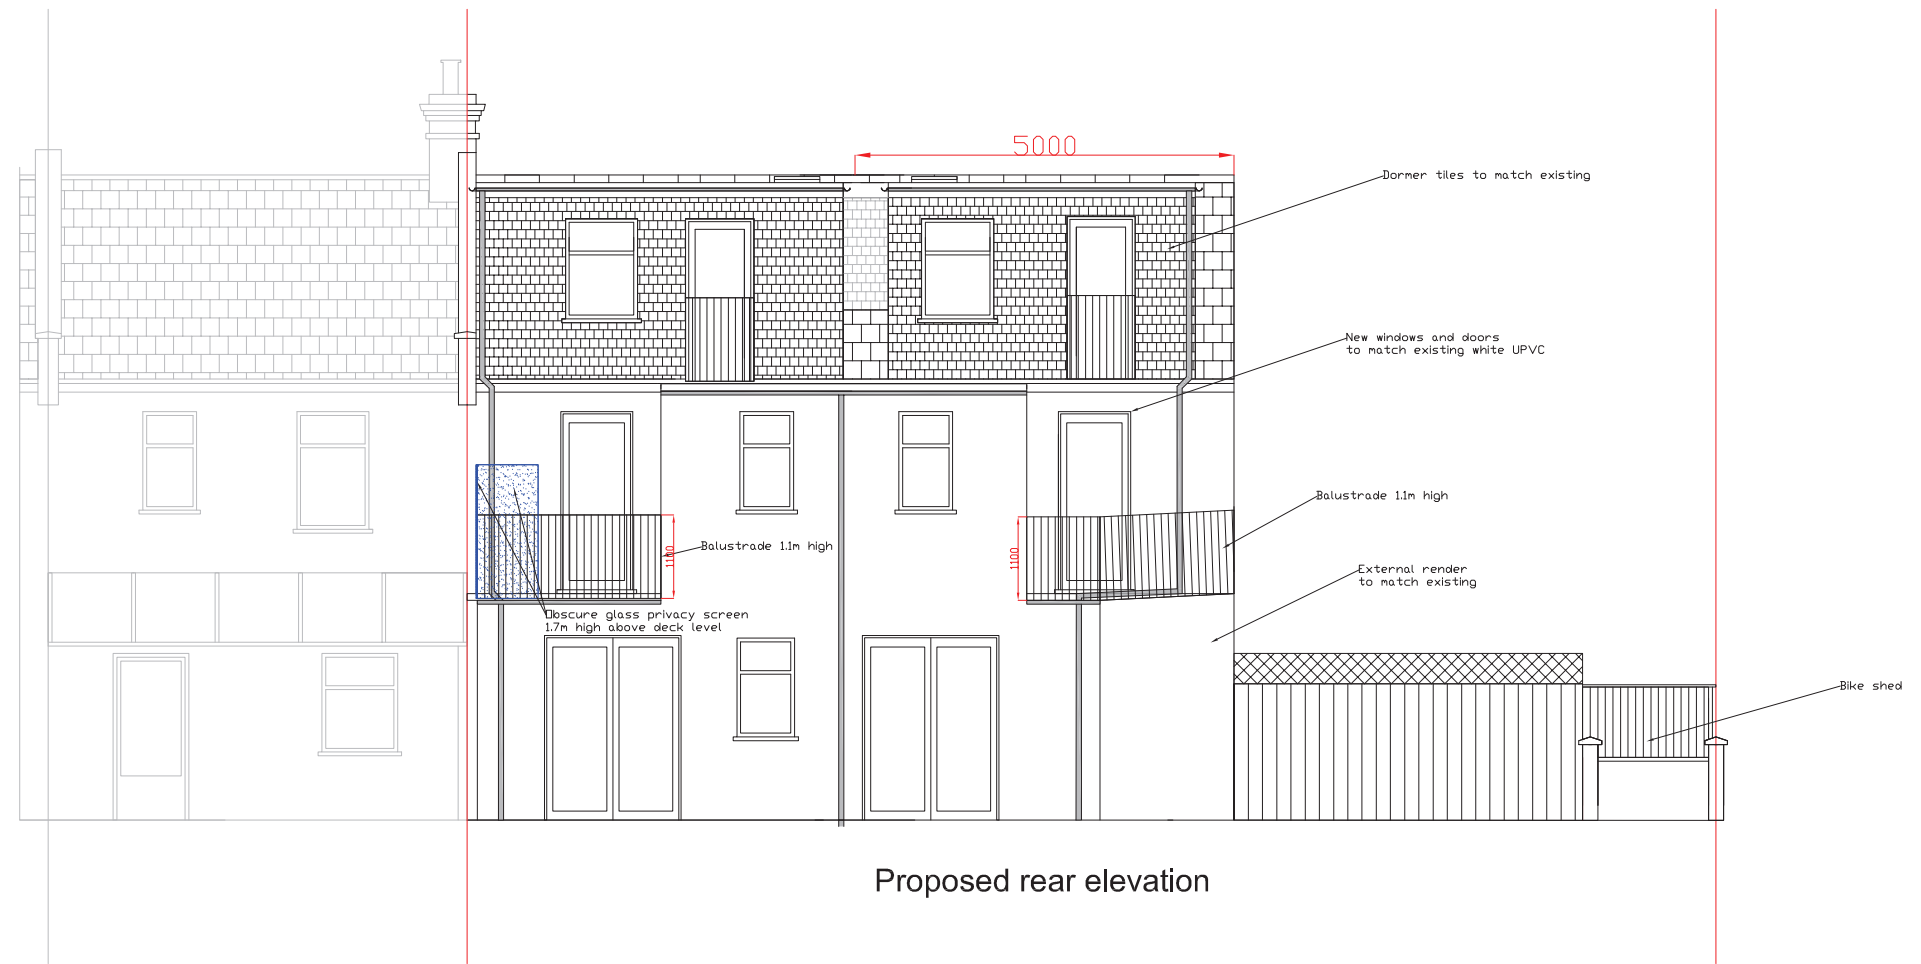 5000
Dormer tiles to match existing
New windows and doors
to match existing white UPVC
Balustrade 1.1m high
1100
Balustrade 1.1m high
1100
External render
to match existing
Obscure glass privacy screen
1.7m high above deck level
Bike shed
Proposed rear elevation